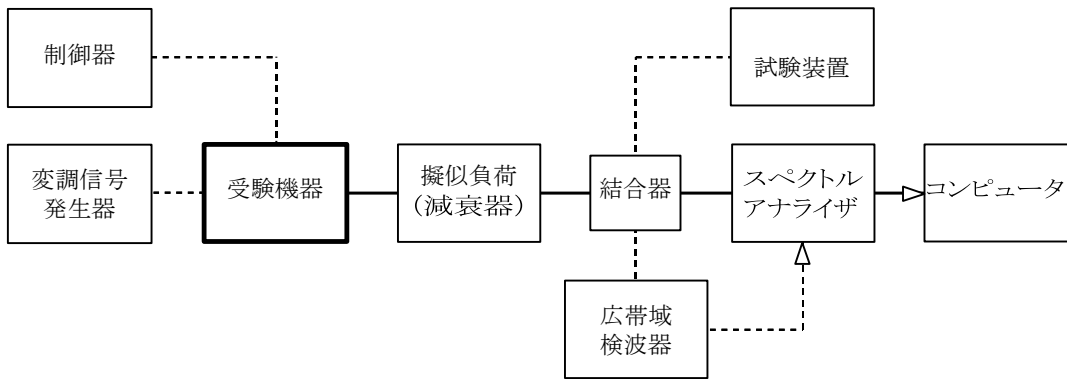 制御器
試験装置
変調信号
発生器
受験機器
擬似負荷
(減衰器)
結合器
スペクトル
アナライザ
コンピュータ
広帯域
検波器